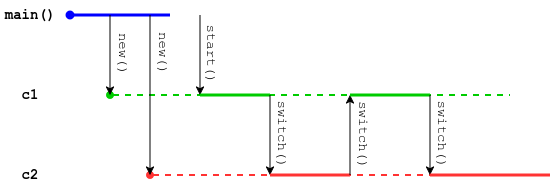 main()
new()
new()
start()
c1
switch()
switch()
switch()
c2